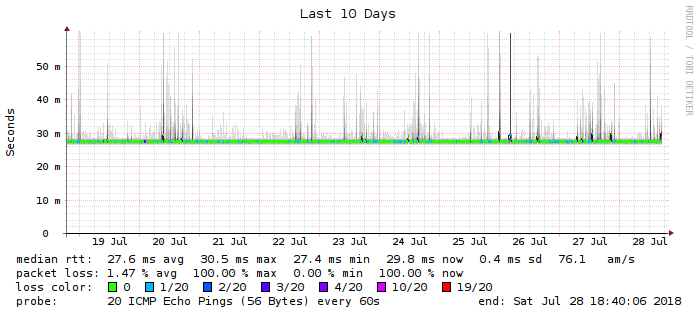 Last 10 Days
RRDTOOL / TOBI OETIKER
Seconds
50 m
40 m
30 m
20 m
10 m
0
19 Jul 20 Jul 21 Jul 22 Jul 23 Jul 24 Jul 25 Jul 26 Jul 27 Jul 28 Jul
median rtt: 27.6 ms avg 30.5 ms max 27.4 ms min 29.8 ms now 0.4 ms sd 76.1 am/s
packet loss: 1.47 % avg 100.00 % max 0.00 % min 100.00 % now
loss color: 0 1/20 2/20 3/20 4/20 10/20 19/20
probe: 20 ICMP Echo Pings (56 Bytes) every 60s end: Sat Jul 28 18:40:06 2018